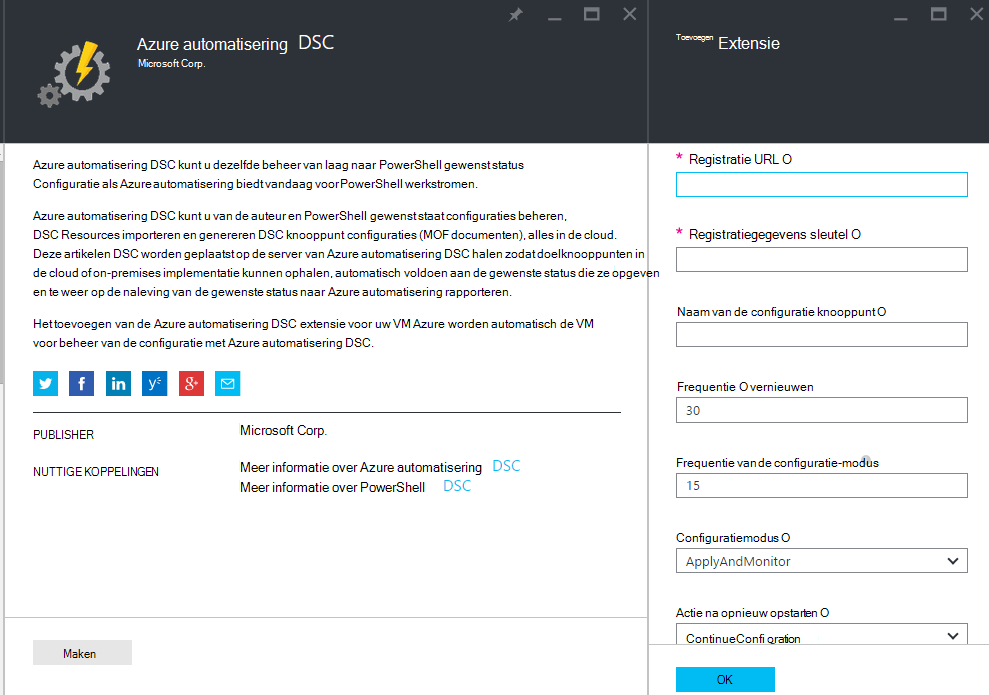 Azure automatisering DSC
Microsoft Corp.
Azure automatisering DSC kunt u dezelfde beheer van laag naar PowerShell gewenst status
Configuratie als Azure automatisering biedt vandaag voor PowerShell werkstromen.
Azure automatisering DSC kunt u van de auteur en PowerShell gewenst staat configuraties beheren,
DSC Resources importeren en genereren DSC knooppunt configuraties (MOF documenten), alles in de cloud.
Deze artikelen DSC worden geplaatst op de server van Azure automatisering DSC halen zodat doelknooppunten in
de cloud of on-premises implementatie kunnen ophalen, automatisch voldoen aan de gewenste status die ze opgeven
en te weer op de naleving van de gewenste status naar Azure automatisering rapporteren.
Het toevoegen van de Azure automatisering DSC extensie voor uw VM Azure worden automatisch de VM
voor beheer van de configuratie met Azure automatisering DSC.
PUBLISHER
Microsoft Corp.
NUTTIGE KOPPELINGEN
Meer informatie over Azure automatisering DSC
Meer informatie over PowerShell DSC
Maken
Toevoegen Extensie
* Registratie URL O
* Registratiegegevens sleutel O
Naam van de configuratie knooppunt O
Frequentie O vernieuwen
30
Frequentie van de configuratie-modus
15
Configuratiemodus O
ApplyAndMonitor
Actie na opnieuw opstarten O
ContinueConfigration
OK